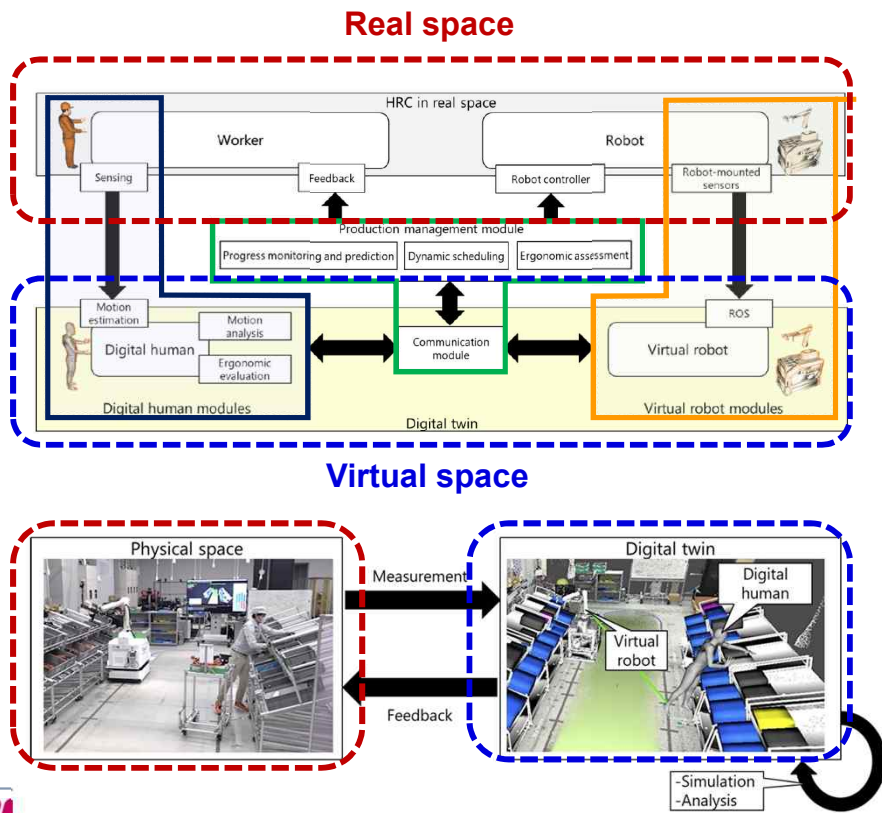 Real space
HRC in real space
Worker
Robot
Sensing
Feedback
Robot controller
Robot-mounted
sensors
Production management module
Progress monitoring and prediction
Dynamic scheduling
Ergonomic assessment
Motion
estimation
Motion
analysis
Digital human
Ergonomic
evaluation
Communication
module
ROS
Virtual robot
Digital human modules
Virtual robot modules
Digital twin
Virtual space
Physical space
Digital twin
Measurement
Digital
human
Virtual
robot
Feedback
-Simulation
-Analysis